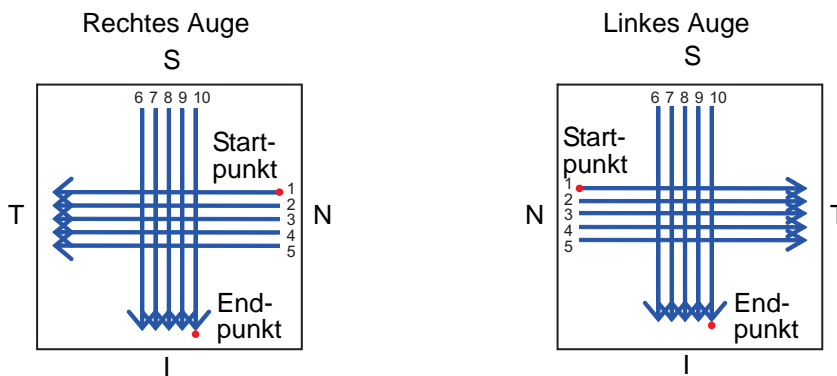 Rechtes Auge
S
6 7 8 9 10
Start-
punkt
1
2
3
4
5
T
N
End-
punkt
I
Linkes Auge
S
6 7 8 9 10
Start-
punkt
1
2
3
4
5
N
T
End-
punkt
I